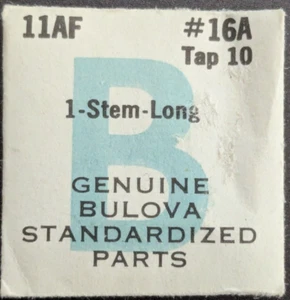 11AF #16A
Tap 10
1-Stem-Long
B
GENUINE
BULOVA
STANDARDIZED
PARTS